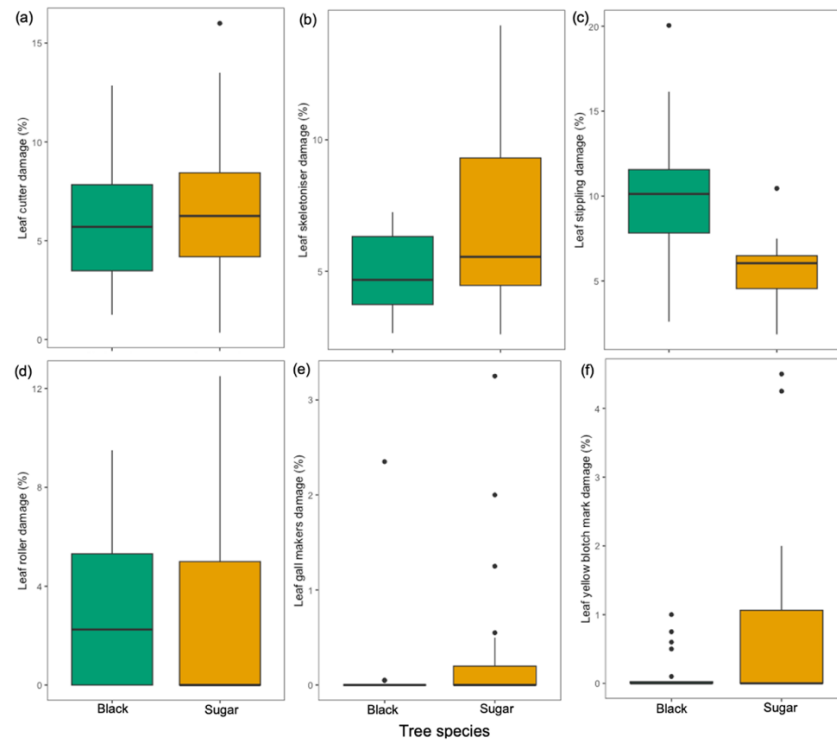 (a)
Leaf cutter damage (%)
15
10
5
0
(b)
Leaf skeletoniser damage (%)
10
5
(c)
Leaf stippling damage (%)
20
15
10
5
(d)
Leaf roller damage (%)
12
8
4
0
Black
Sugar
(e)
Leaf gall makers damage (%)
3
2
1
0
Black
Sugar
(f)
Leaf yellow blotch mark damage (%)
4
3
2
1
0
Black
Sugar
Tree species